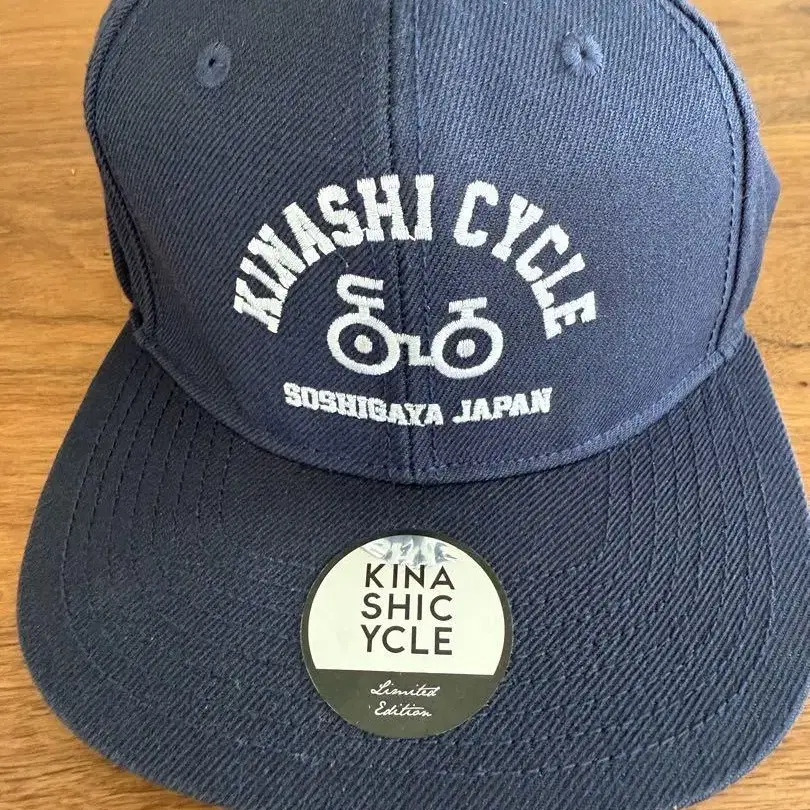 KINASHI CYCLE
SOSHIGAYA JAPAN
KINA
SHIC
YCLE
Limited
Edition